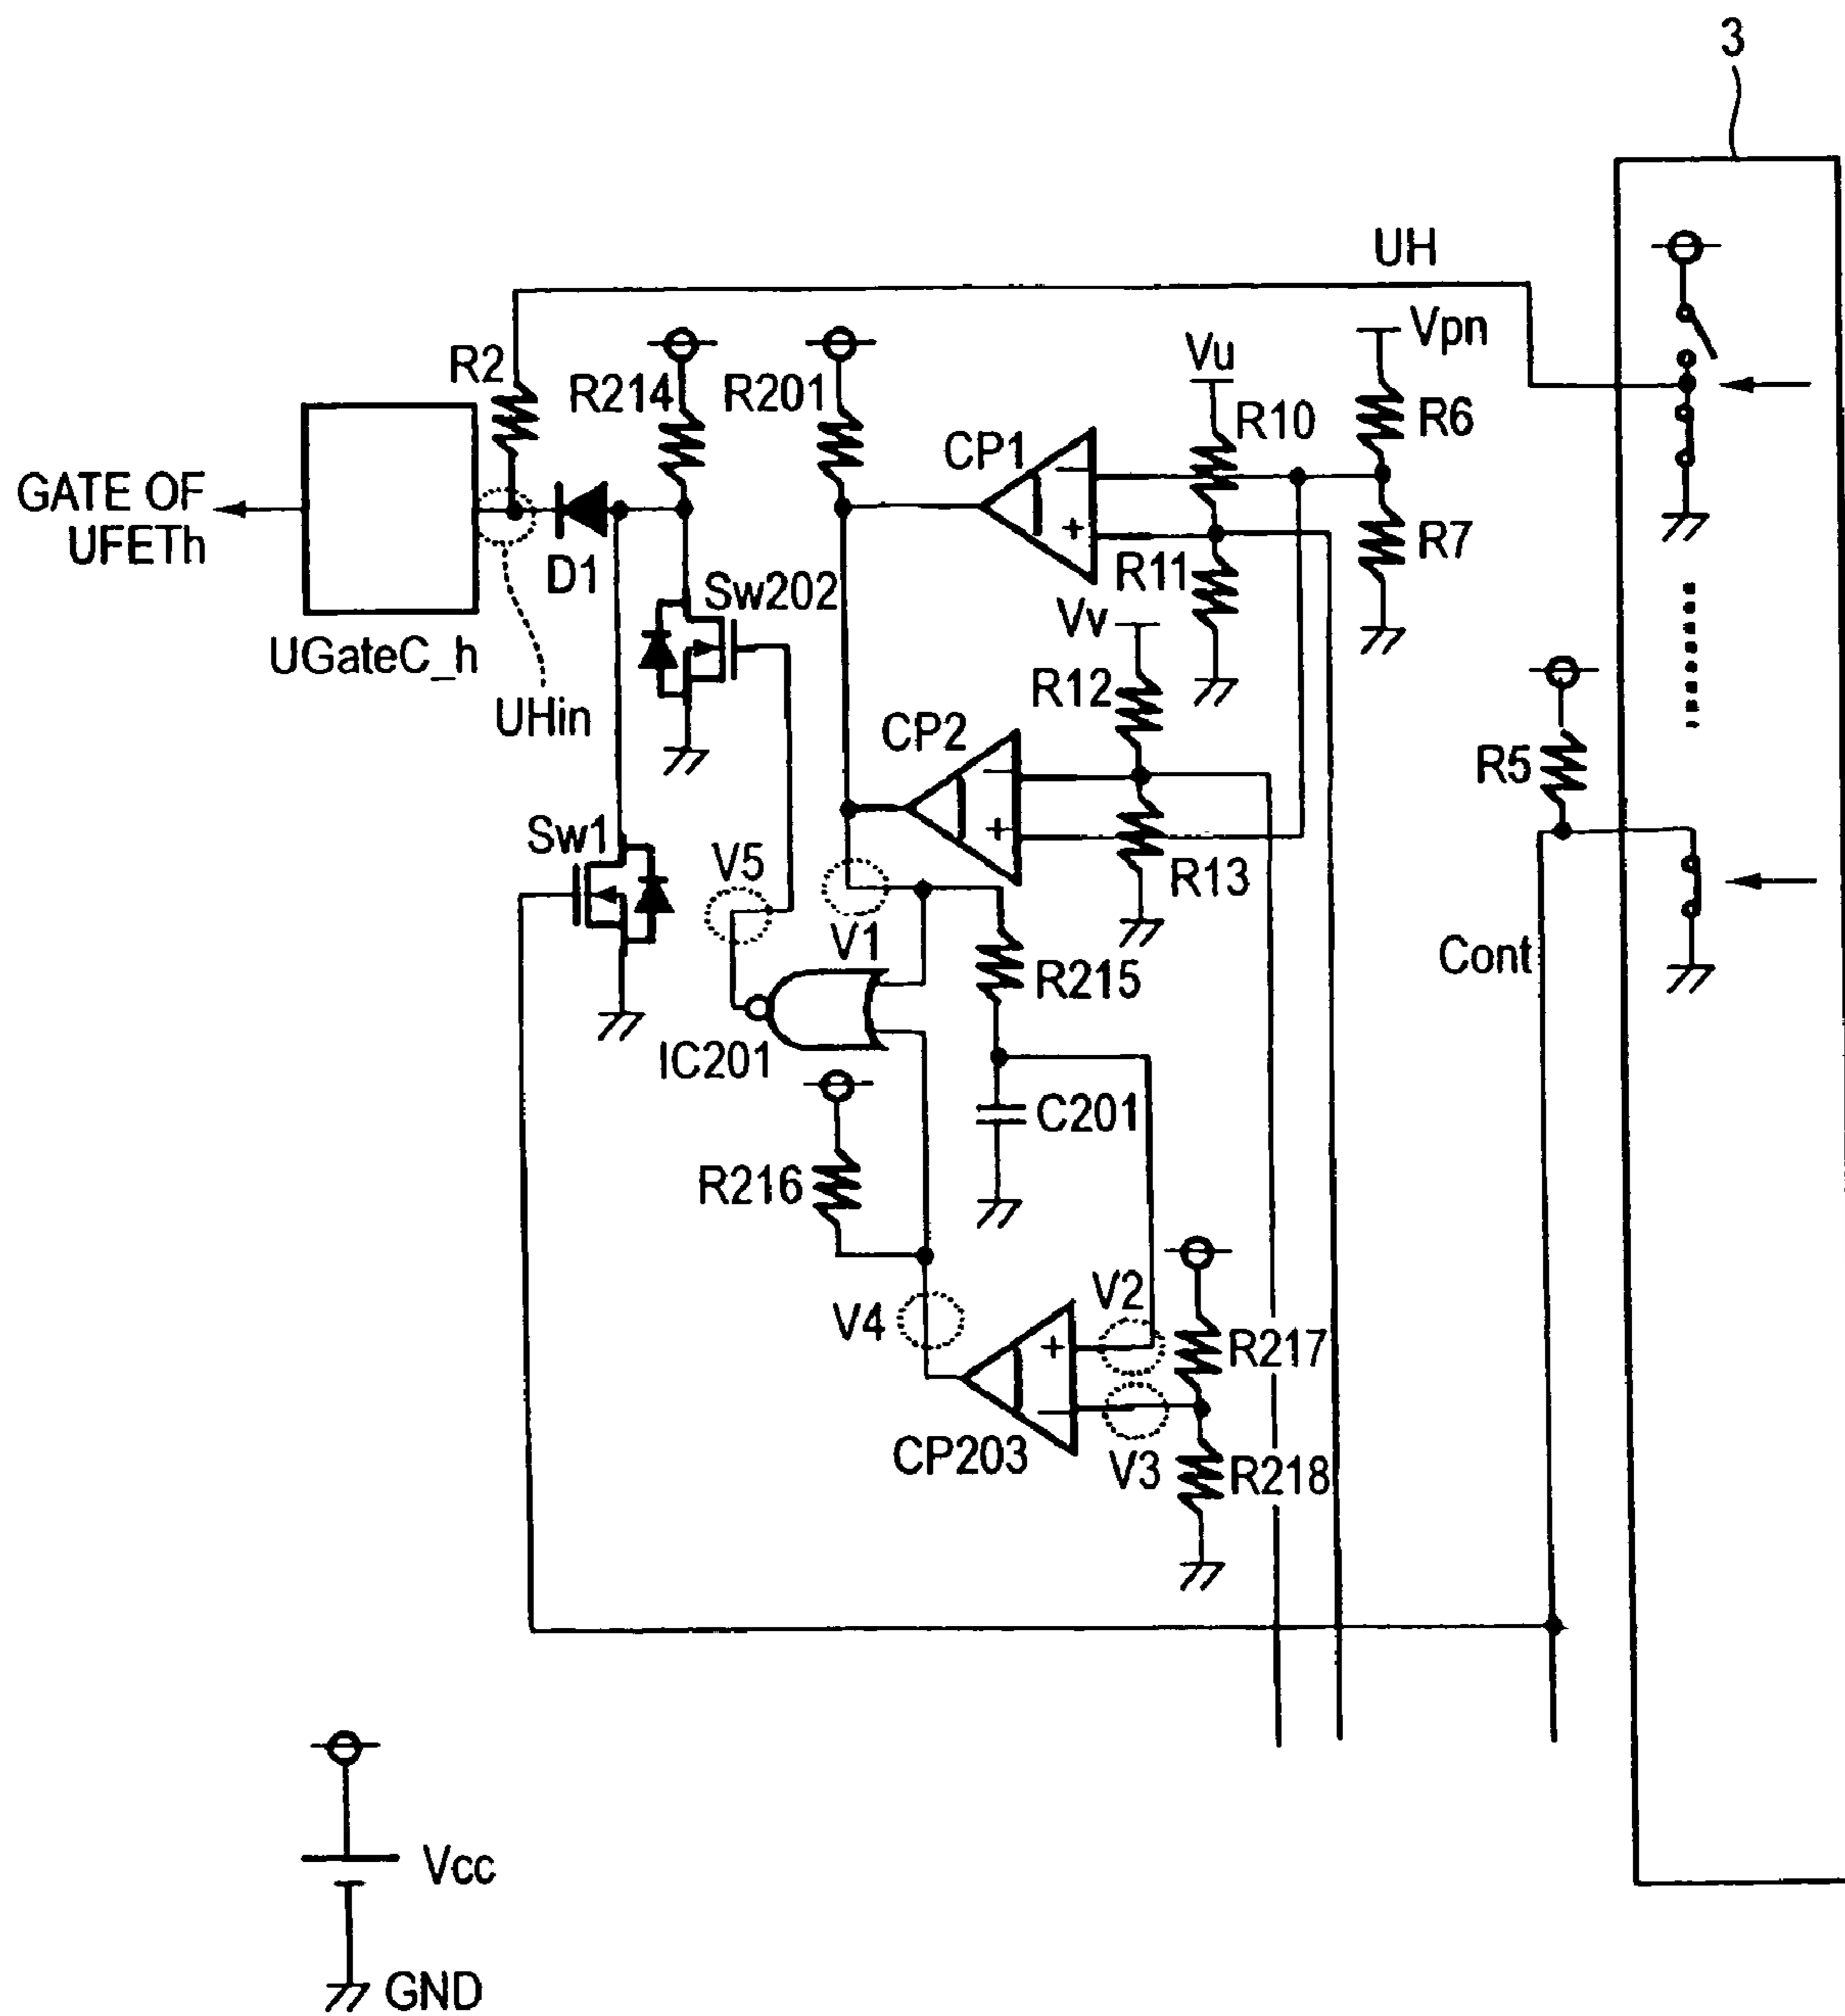 3
UH
Vpn
Vu
R2
R214
R201
R10
R6
CP1
GATE OF
UFETh
D1
R11
R7
Sw202
Vv
UGateC_h
R12
UHin
CP2
R5
Sw1
V5
R13
V1
Cont
R215
IC201
C201
R216
V2
V4
R217
CP203
V3
R218
Vcc
GND